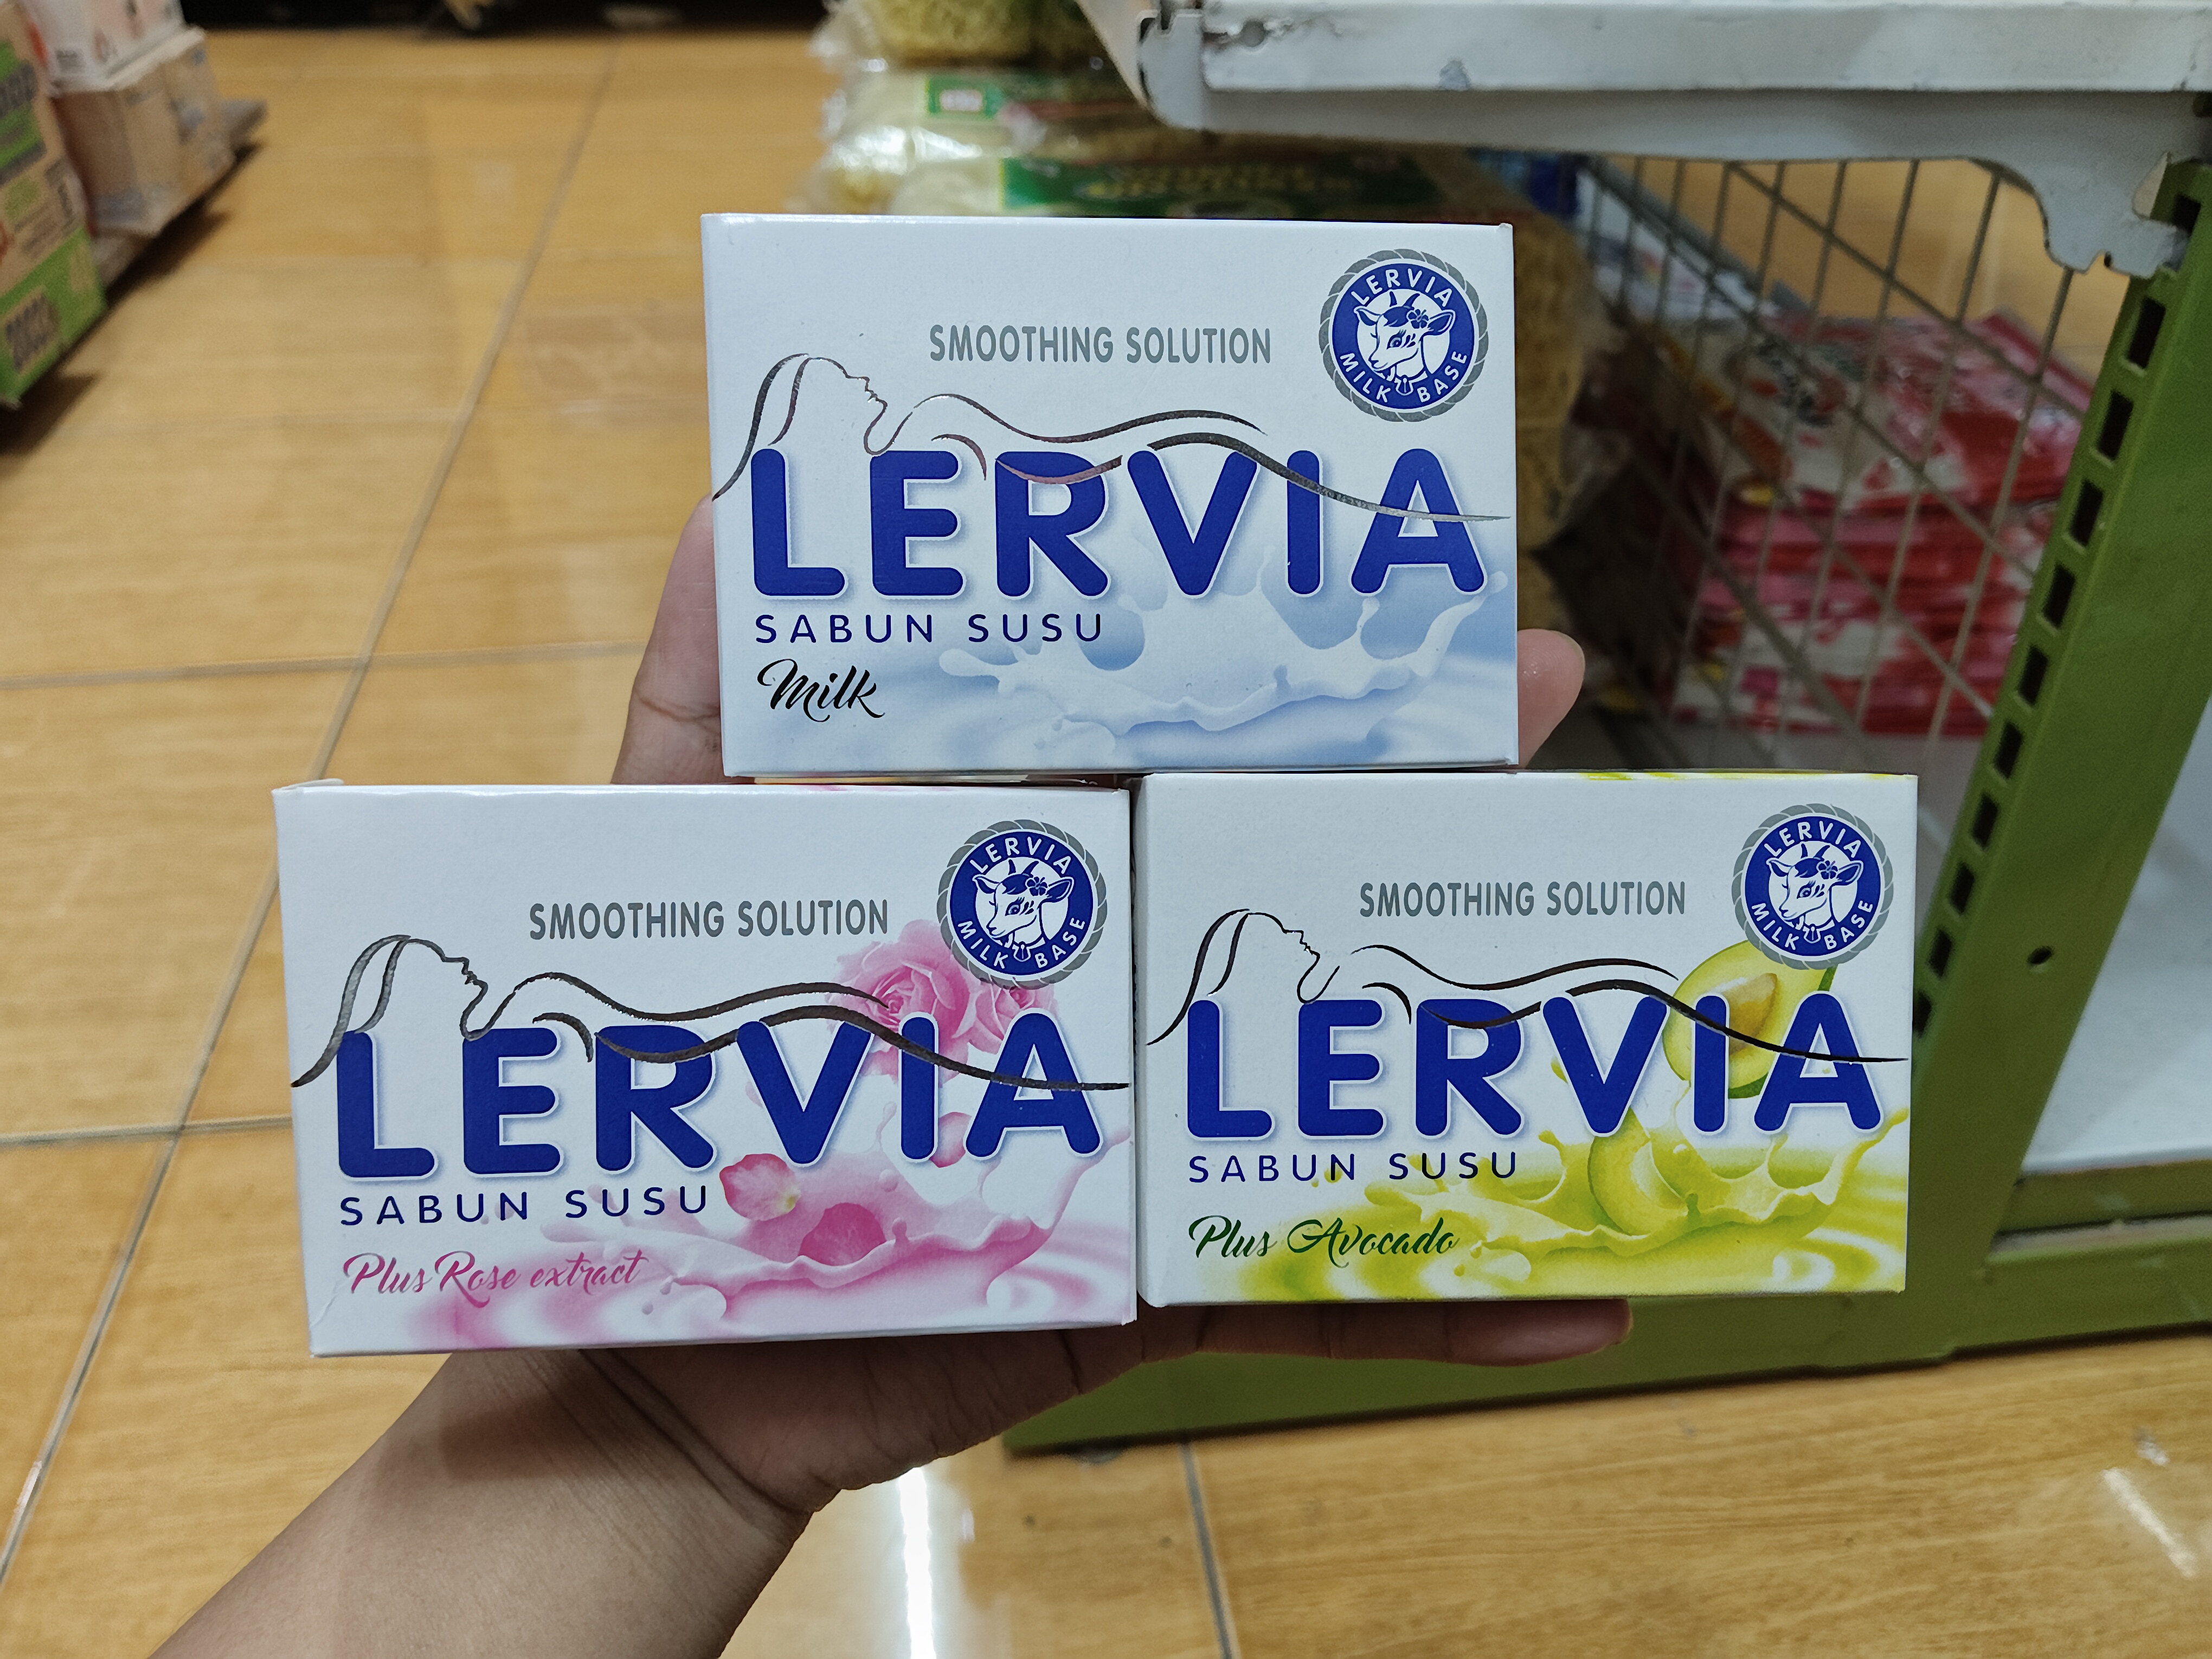 SMOOTHING SOLUTION
LERVIA
MILK BASE
LERVIA
SABUN SUSU
Milk
SMOOTHING SOLUTION
LERVIA
MILK BASE
LERVIA
SABUN SUSU
Plus Rose extract
SMOOTHING SOLUTION
LERVIA
MILK BASE
LERVIA
SABUN SUSU
Plus Avocado